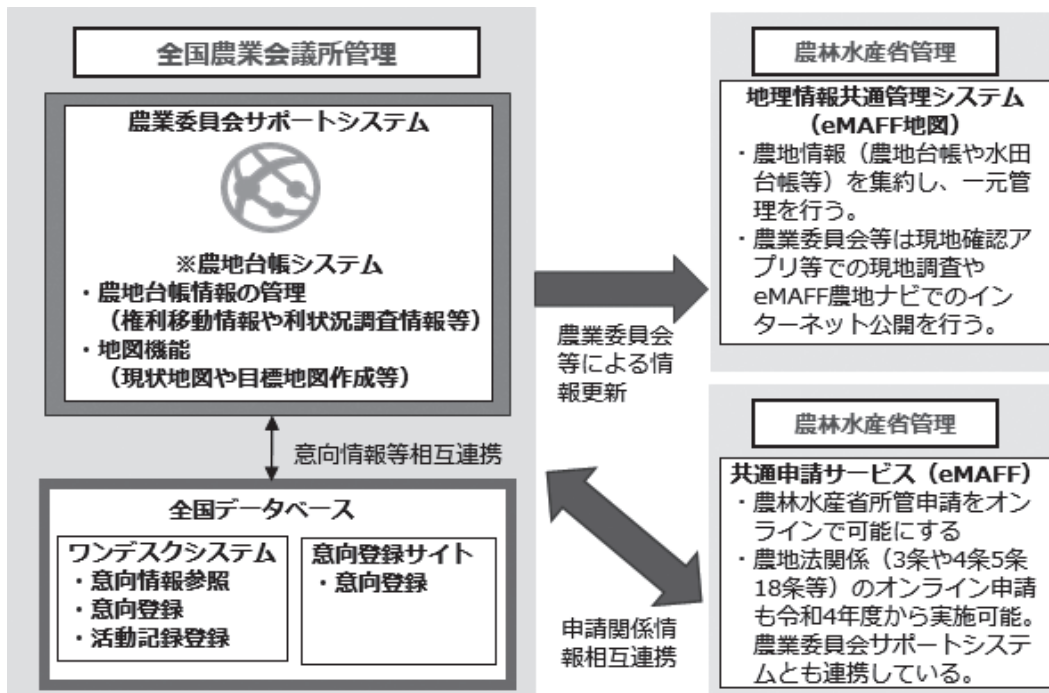 全国農業会議所管理
農業委員会サポートシステム
※農地台帳システム
・農地台帳情報の管理
（権利移動情報や利状況調査情報等）
・地図機能
（現状地図や目標地図作成等）
意向情報等相互連携
全国データベース
ワンデスクシステム
・意向情報参照
・意向登録
・活動記録登録
意向登録サイト
・意向登録
農業委員会
等による情
報更新
申請関係情
報相互連携
農林水産省管理
地理情報共通管理システム
（eMAFF地図）
・農地情報（農地台帳や水田
台帳等）を集約し、一元管
理を行う。
・農業委員会等は現地確認ア
プリ等での現地調査や
eMAFF農地ナビでのイン
ターネット公開を行う。
農林水産省管理
共通申請サービス（eMAFF）
・農林水産省所管申請をオン
ラインで可能にする
・農地法関係（3条や4条5条
18条等）のオンライン申請
も令和4年度から実施可能。
農業委員会サポートシステ
ムとも連携している。